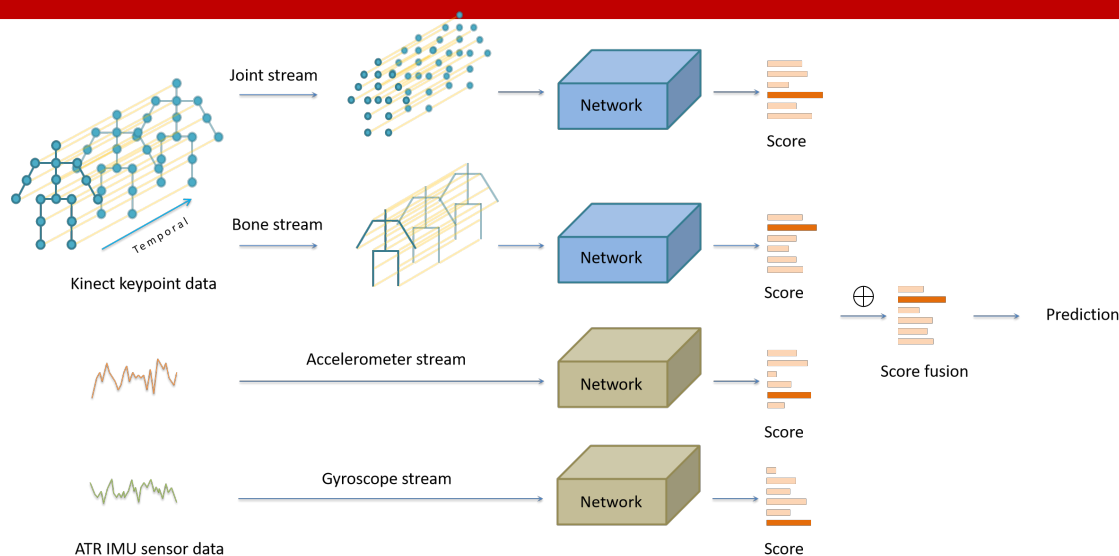 Joint stream
Network
Score
Temporal
Bone stream
Network
Kinect keypoint data
Score
Prediction
Accelerometer stream
Network
Score fusion
Score
Gyroscope stream
Network
ATR IMU sensor data
Score